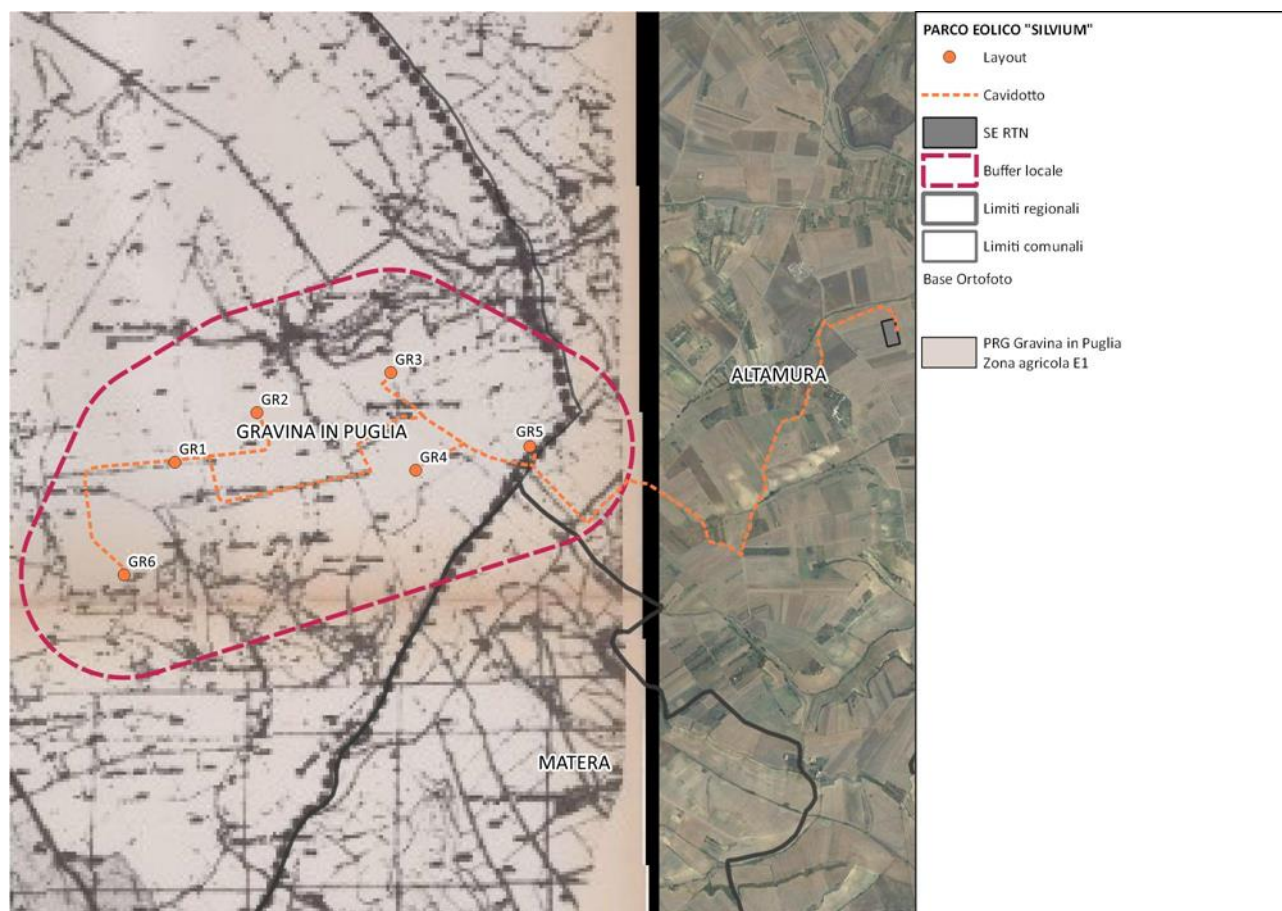 GR3
GR2
GRAVINA IN PUGLIA
GR1
GR5
GR4
GR6
MATERA
ALTAMURA
PARCO EOLICO "SILVIUM"
Layout
Cavidotto
SE RTN
Buffer locale
Limiti regionali
Limiti comunali
Base Ortofoto
PRG Gravina in Puglia
Zona agricola E1